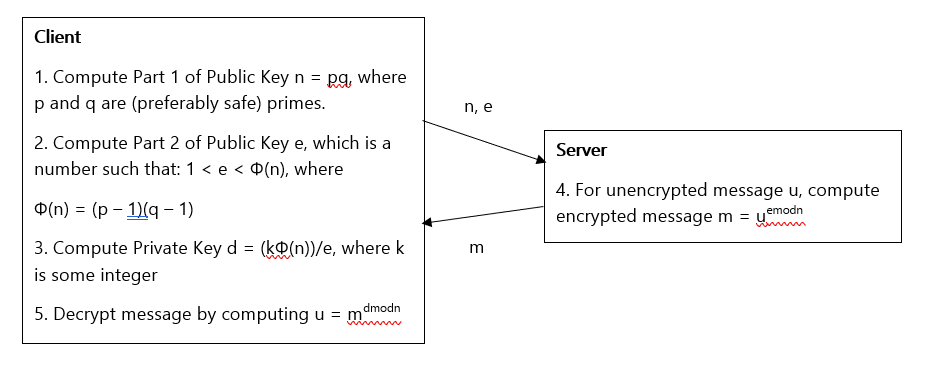 Client
1. Compute Part 1 of Public Key n = pq, where
p and q are (preferably safe) primes.
2. Compute Part 2 of Public Key e, which is a
number such that: 1 < e < Φ(n), where
Φ(n) = (p – 1)(q – 1)
3. Compute Private Key d = (kΦ(n))/e, where k
is some integer
5. Decrypt message by computing u = m^dmodn
n, e
m
Server
4. For unencrypted message u, compute
encrypted message m = u^emodn